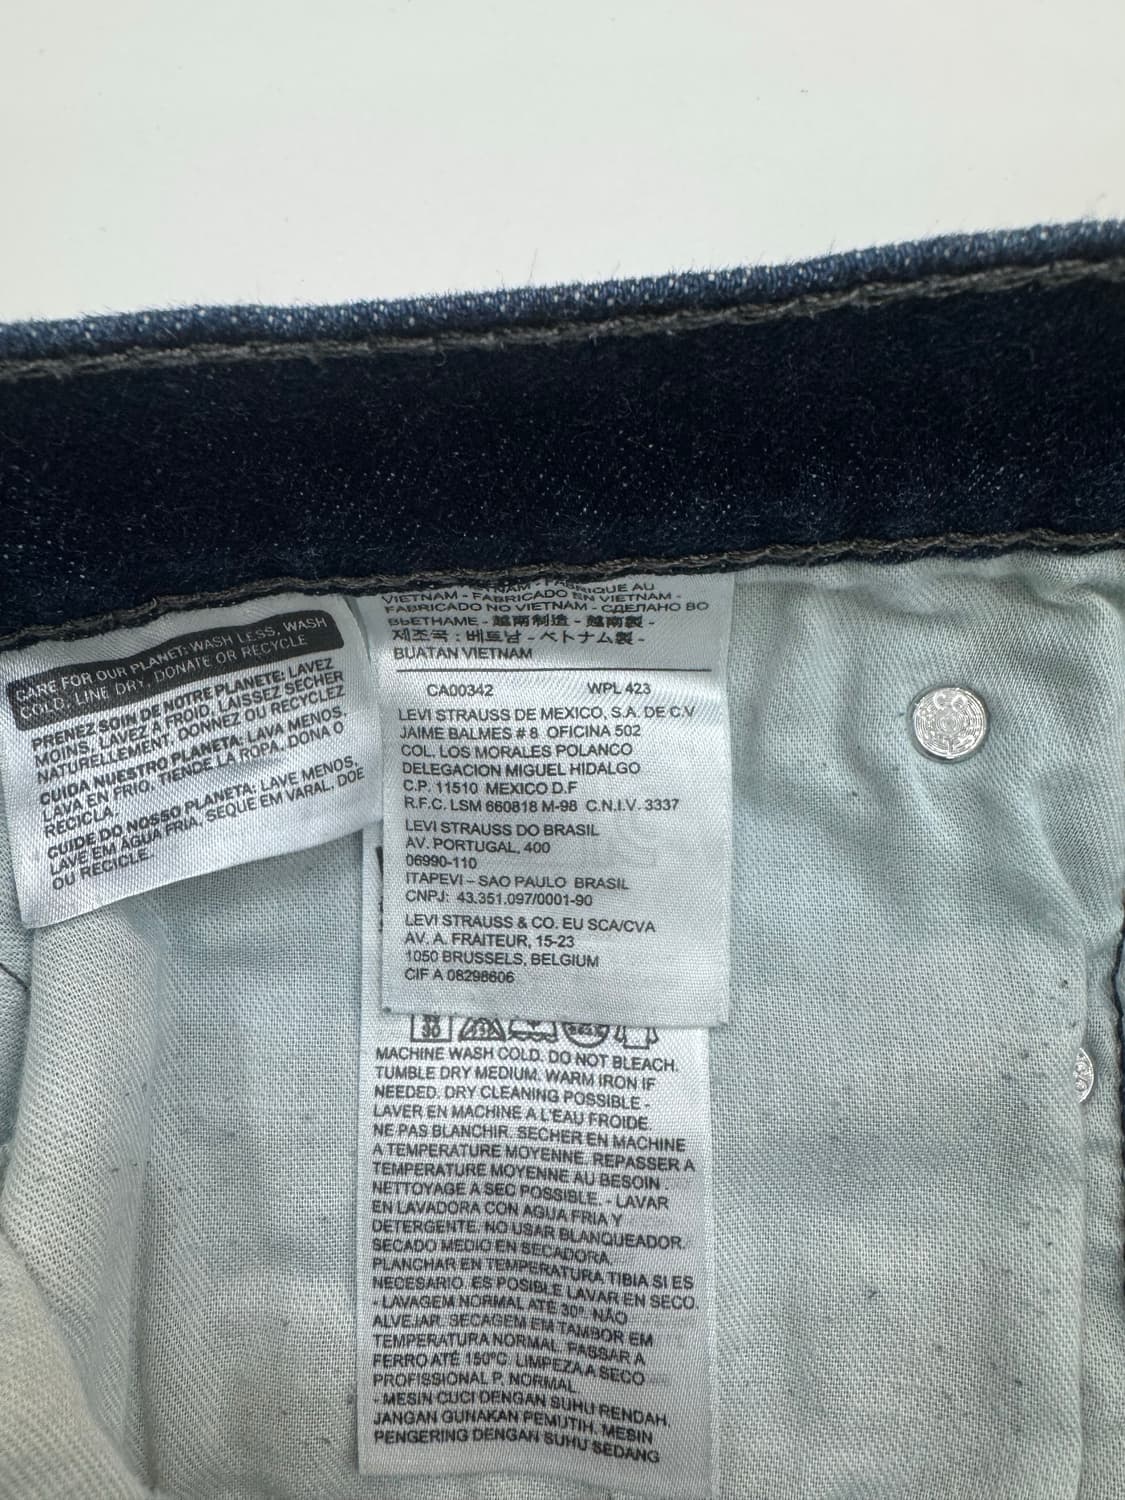 CARE FOR OUR PLANET: WASH LESS, WASH
COLD, LINE DRY, DONATE OR RECYCLE
PRENEZ SOIN DE NOTRE PLANETE: LAVEZ
MOINS, LAVEZ A FROID, LAISSEZ SECHER
NATURELLEMENT, DONNEZ OU RECYCLEZ
CUIDA NUESTRO PLANETA: LAVA MENOS,
LAVA EN FRIO, TIENDE LA ROPA, DONA O
RECICLA.
CUIDE DO NOSSO PLANETA: LAVE MENOS,
LAVE EM ÁGUA FRIA, SEQUE EM VARAL, DOE
OU RECICLE.
VIETNAM - FABRICADO EN VIETNAM -
FABRICADO NO VIETNAM - СДЕЛАНО ВО
ВЬЕТНАМЕ - 越南制造 - 越南製 -
제조국 : 베트남 - ベトナム製 -
BUATAN VIETNAM
CA00342 WPL 423
LEVI STRAUSS DE MEXICO, S.A. DE C.V
JAIME BALMES # 8 OFICINA 502
COL. LOS MORALES POLANCO
DELEGACION MIGUEL HIDALGO
C.P. 11510 MEXICO D.F
R.F.C. LSM 660818 M-98 C.N.I.V. 3337
LEVI STRAUSS DO BRASIL
AV. PORTUGAL, 400
06990-110
ITAPEVI – SAO PAULO BRASIL
CNPJ: 43.351.097/0001-90
LEVI STRAUSS & CO. EU SCA/CVA
AV. A. FRAITEUR, 15-23
1050 BRUSSELS, BELGIUM
CIF A 08298606
30
MACHINE WASH COLD. DO NOT BLEACH.
TUMBLE DRY MEDIUM. WARM IRON IF
NEEDED. DRY CLEANING POSSIBLE -
LAVER EN MACHINE A L'EAU FROIDE.
NE PAS BLANCHIR. SECHER EN MACHINE
A TEMPERATURE MOYENNE. REPASSER A
TEMPERATURE MOYENNE AU BESOIN.
NETTOYAGE A SEC POSSIBLE. - LAVAR
EN LAVADORA CON AGUA FRIA Y
DETERGENTE. NO USAR BLANQUEADOR.
SECADO MEDIO EN SECADORA.
PLANCHAR EN TEMPERATURA TIBIA SI ES
NECESARIO. ES POSIBLE LAVAR EN SECO.
- LAVAGEM NORMAL ATÉ 30º. NÃO
ALVEJAR. SECAGEM EM TAMBOR EM
TEMPERATURA NORMAL. PASSAR A
FERRO ATÉ 150ºC. LIMPEZA A SECO
PROFISSIONAL P. NORMAL.
- MESIN CUCI DENGAN SUHU RENDAH.
JANGAN GUNAKAN PEMUTIH. MESIN
PENGERING DENGAN SUHU SEDANG